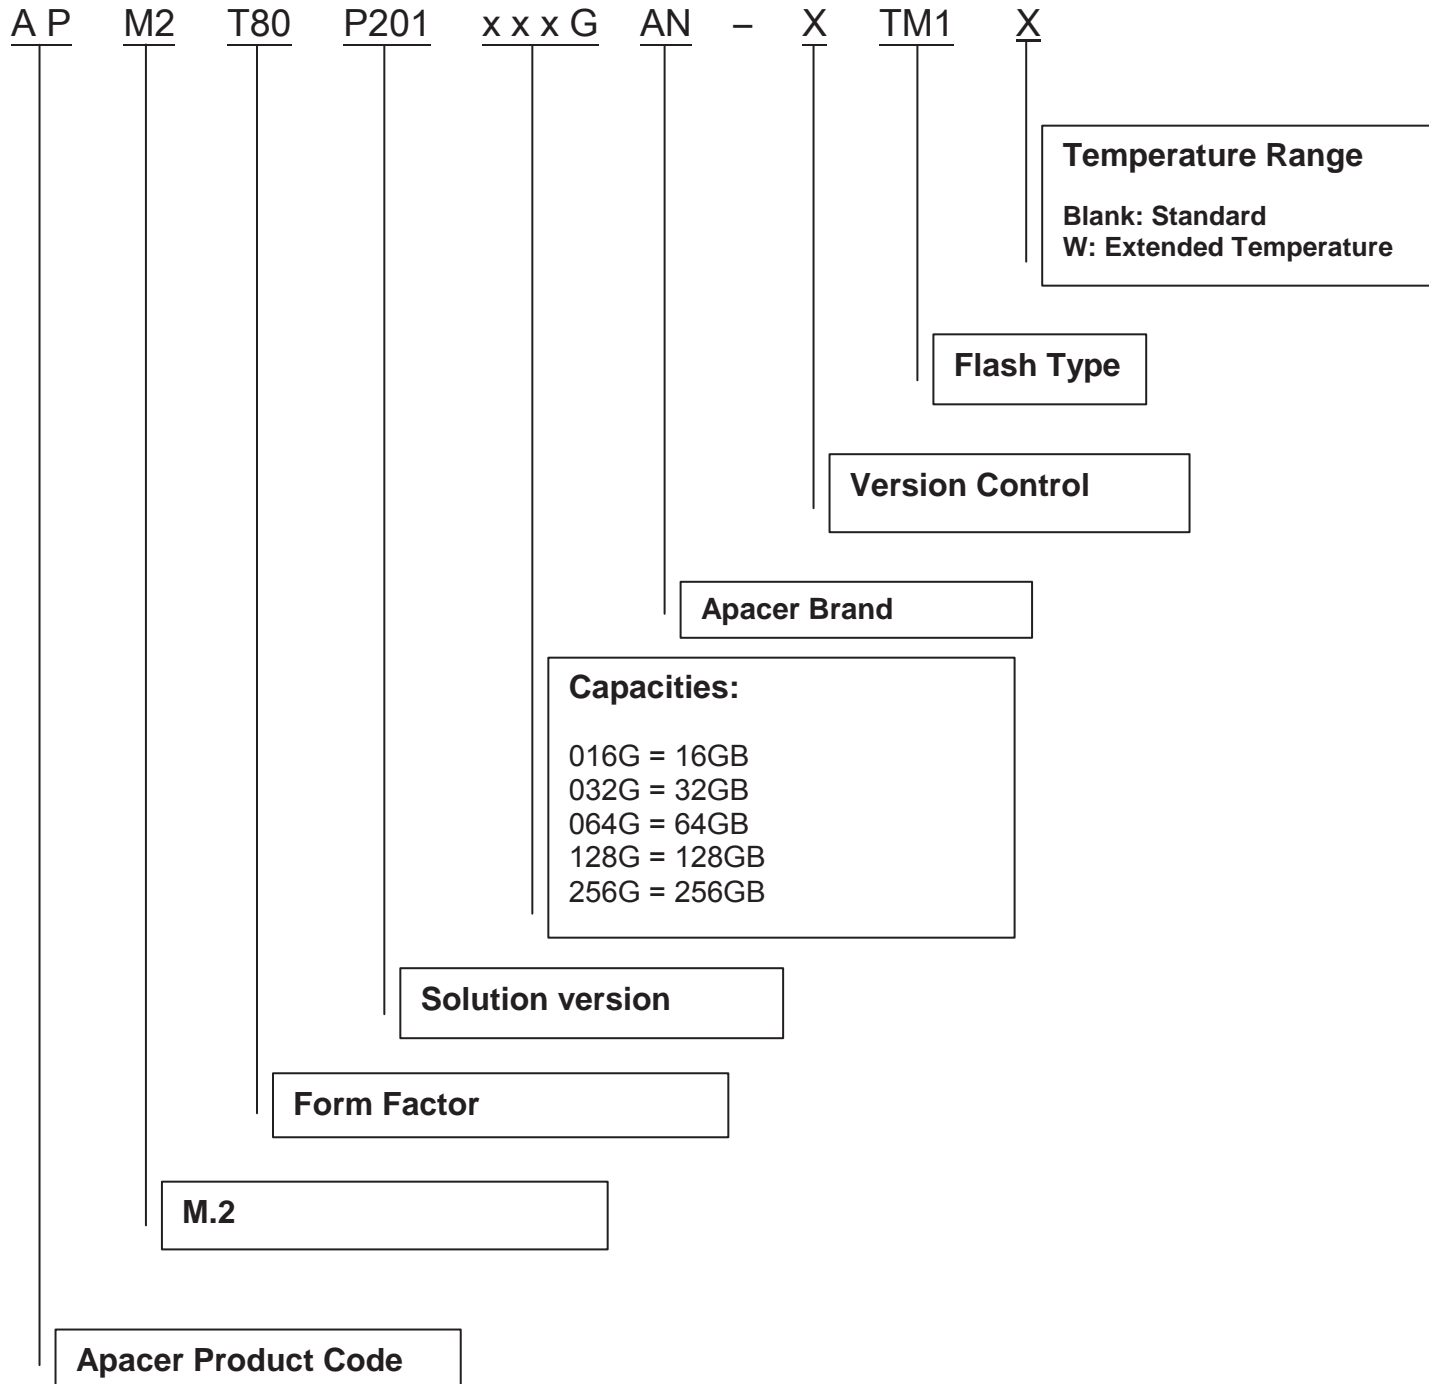 A P M2 T80 P201 x x x G AN – X TM1 X
Temperature Range
Blank: Standard
W: Extended Temperature
Flash Type
Version Control
Apacer Brand
Capacities:
016G = 16GB
032G = 32GB
064G = 64GB
128G = 128GB
256G = 256GB
Solution version
Form Factor
M.2
Apacer Product Code